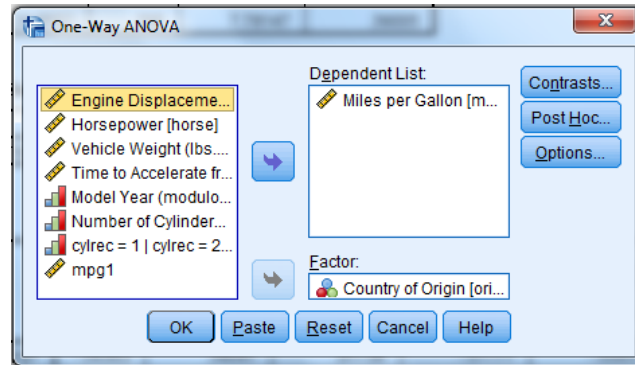 One-Way ANOVA
Engine Displaceme...
Horsepower [horse]
Vehicle Weight (lbs....
Time to Accelerate fr...
Model Year (modulo...
Number of Cylinder...
cylrec = 1 | cylrec = 2...
mpg1
Dependent List:
Miles per Gallon [m...
Factor:
Country of Origin [ori...
Contrasts...
Post Hoc...
Options...
OK Paste Reset Cancel Help